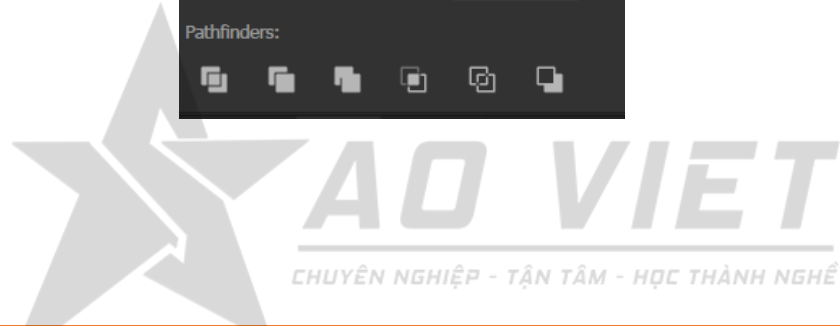 Pathfinders:
AO VIET
CHUYÊN NGHIỆP - TẬN TÂM - HỌC THÀNH NGHỀ